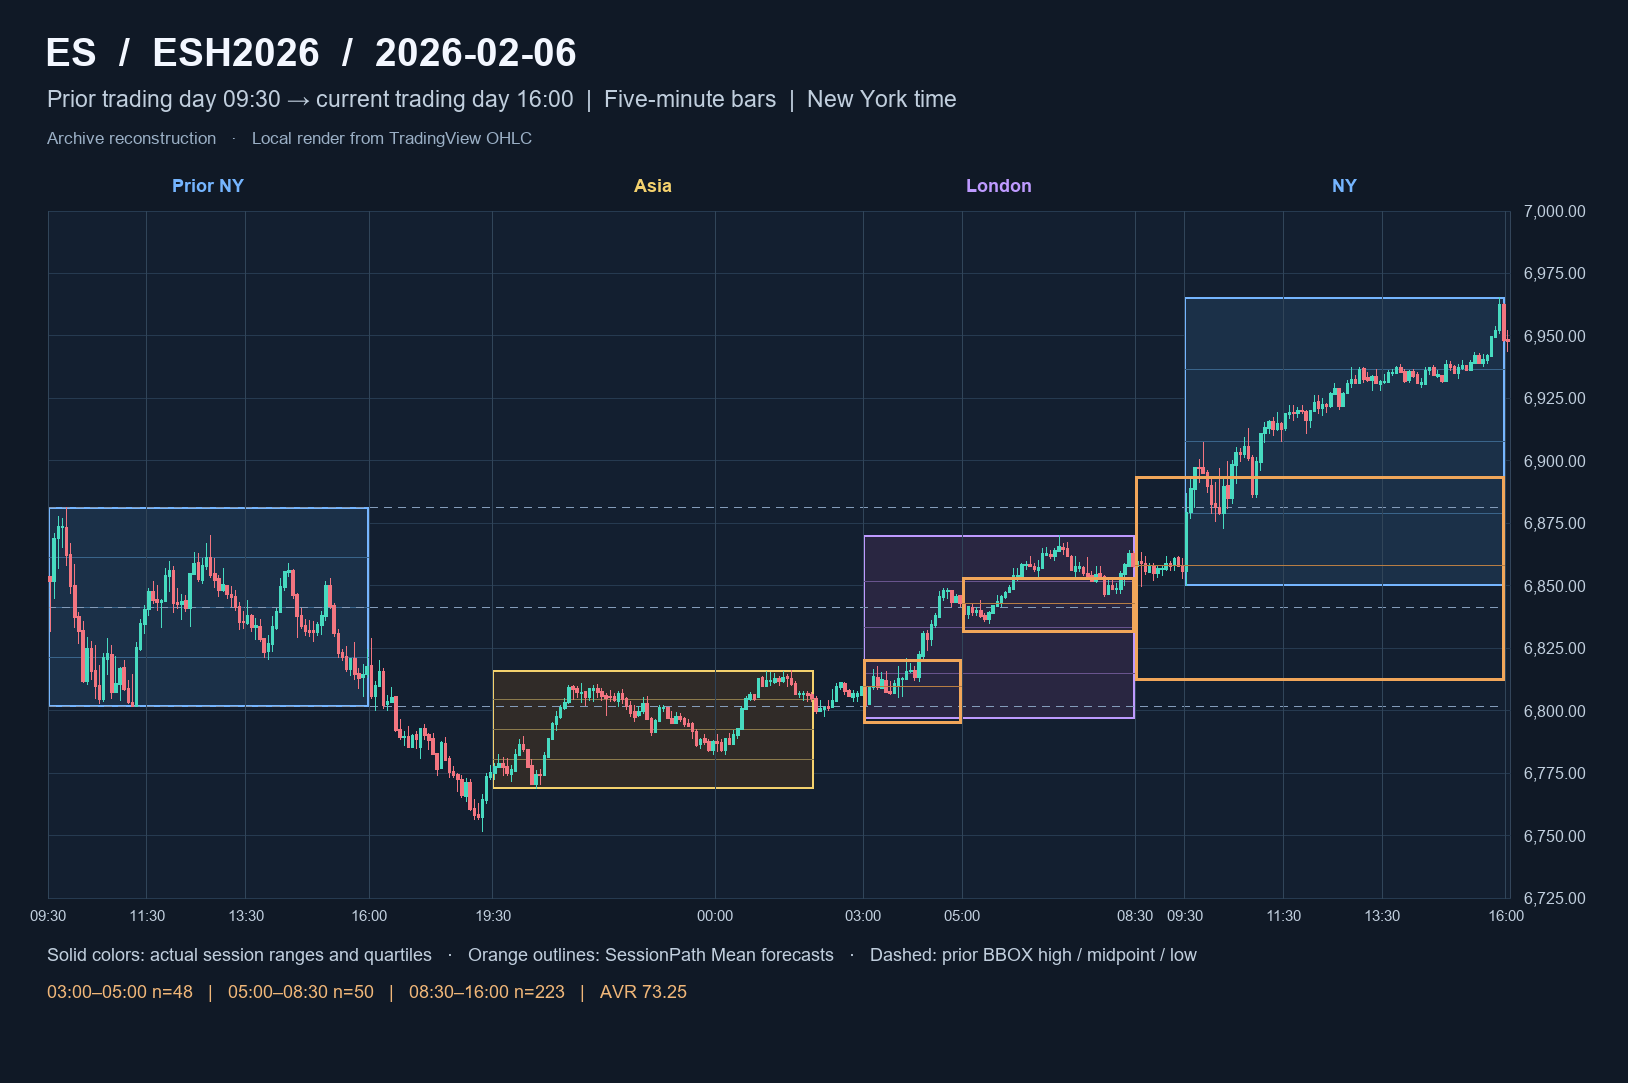 ES / ESH2026 / 2026-02-06
Prior trading day 09:30 → current trading day 16:00 | Five-minute bars | New York time
Archive reconstruction · Local render from TradingView OHLC
Prior NY Asia London NY
7,000.00
6,975.00
6,950.00
6,925.00
6,900.00
6,875.00
6,850.00
6,825.00
6,800.00
6,775.00
6,750.00
6,725.00
09:30 11:30 13:30 16:00 19:30 00:00 03:00 05:00 08:30 09:30 11:30 13:30 16:00
Solid colors: actual session ranges and quartiles · Orange outlines: SessionPath Mean forecasts · Dashed: prior BBOX high / midpoint / low
03:00–05:00 n=48 | 05:00–08:30 n=50 | 08:30–16:00 n=223 | AVR 73.25